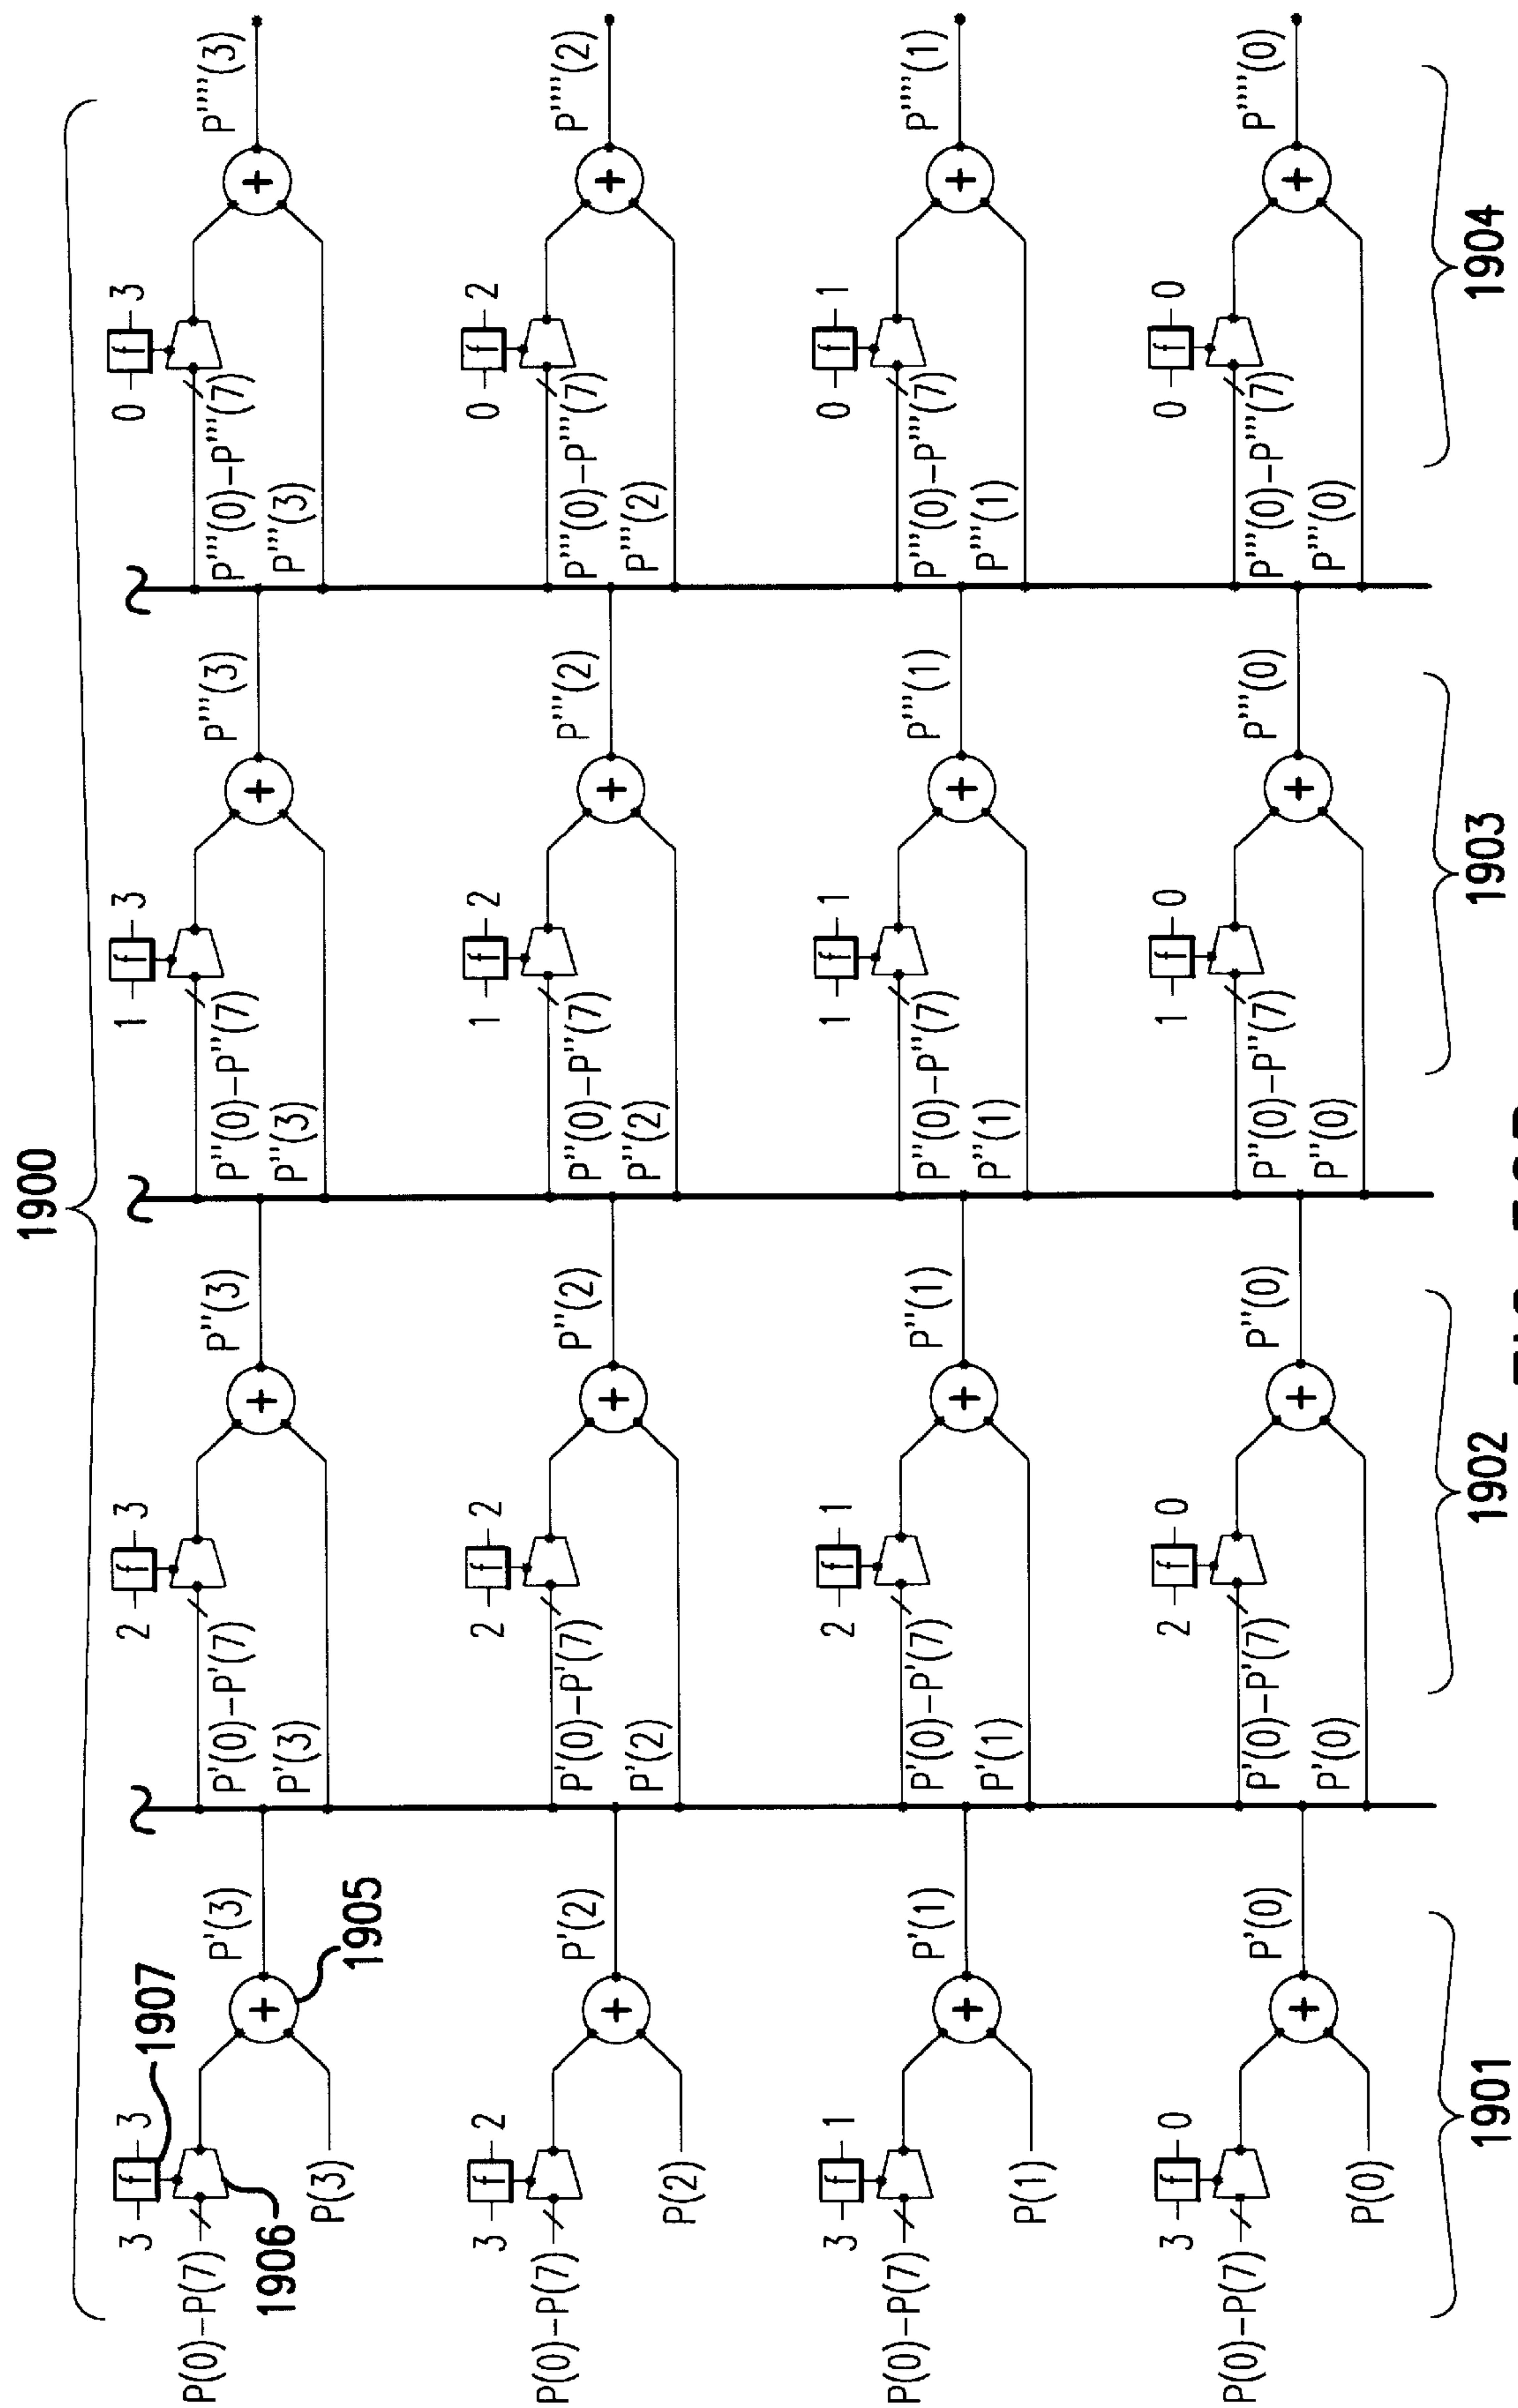 1900
3 f 3 1907 2 f 3 1 f 3 0 f 3
P'(3) P''(3) P'''(3) P''''(3)
P(0)-P(7) P'(0)-P'(7) P''(0)-P''(7) P'''(0)-P'''(7)
+ + + +
1906 P(3) 1905 P'(3) P''(3) P'''(3)
3 f 2 2 f 2 1 f 2 0 f 2
P'(2) P''(2) P'''(2) P''''(2)
P(0)-P(7) P'(0)-P'(7) P''(0)-P''(7) P'''(0)-P'''(7)
+ + + +
P(2) P'(2) P''(2) P'''(2)
3 f 1 2 f 1 1 f 1 0 f 1
P'(1) P''(1) P'''(1) P''''(1)
P(0)-P(7) P'(0)-P'(7) P''(0)-P''(7) P'''(0)-P'''(7)
+ + + +
P(1) P'(1) P''(1) P'''(1)
3 f 0 2 f 0 1 f 0 0 f 0
P'(0) P''(0) P'''(0) P''''(0)
P(0)-P(7) P'(0)-P'(7) P''(0)-P''(7) P'''(0)-P'''(7)
+ + + +
P(0) P'(0) P''(0) P'''(0)
1901 1902 1903 1904